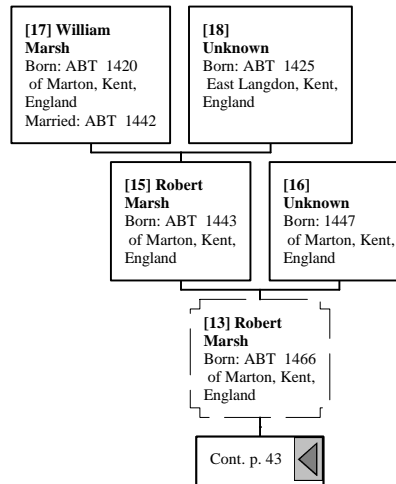 [17] William
Marsh
Born: ABT 1420
of Marton, Kent,
England
Married: ABT 1442
[18]
Unknown
Born: ABT 1425
East Langdon, Kent,
England
[15] Robert
Marsh
Born: ABT 1443
of Marton, Kent,
England
[16]
Unknown
Born: 1447
of Marton, Kent,
England
[13] Robert
Marsh
Born: ABT 1466
of Marton, Kent,
England
Cont. p. 43